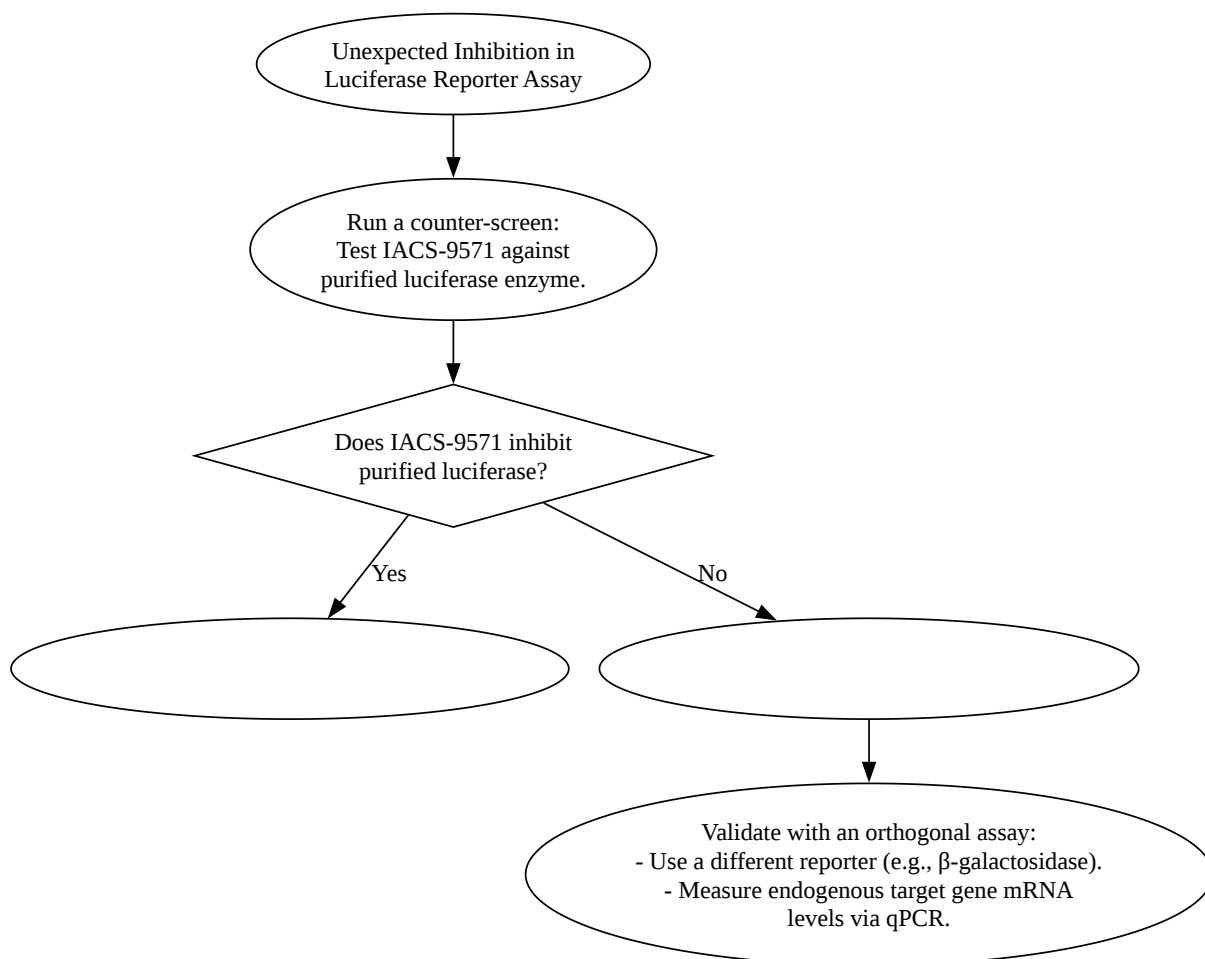 Unexpected Inhibition in
Luciferase Reporter Assay
Run a counter-screen:
Test IACS-9571 against
purified luciferase enzyme.
Does IACS-9571 inhibit
purified luciferase?
Yes
No
Validate with an orthogonal assay:
- Use a different reporter (e.g., β-galactosidase).
- Measure endogenous target gene mRNA
levels via qPCR.